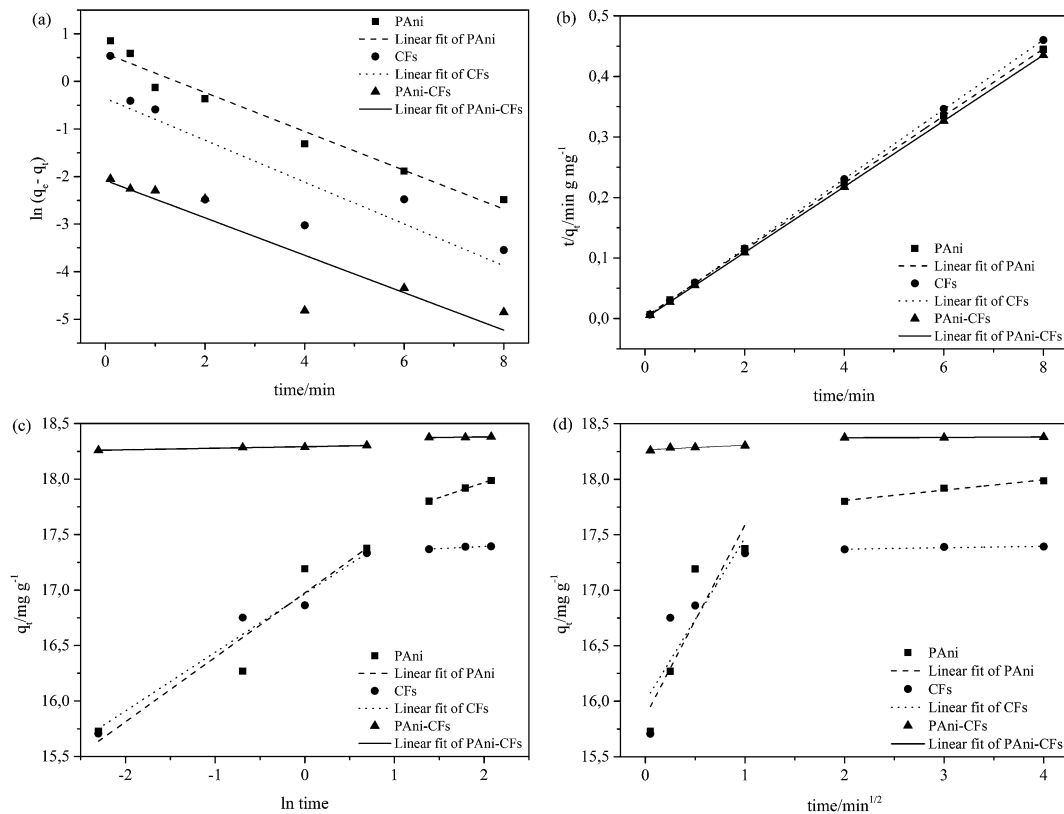 (a)
1
0
-1
-2
-3
-4
-5
ln (qe- qt)
0
2
4
6
8
time/min
PAni
Linear fit of PAni
CFs
Linear fit of CFs
PAni-CFs
Linear fit of PAni-CFs
(b)
0,5
0,4
0,3
0,2
0,1
0,0
t/qt/min g mg-1
0
2
4
6
8
time/min
PAni
Linear fit of PAni
CFs
Linear fit of CFs
PAni-CFs
Linear fit of PAni-CFs
(c)
18,5
18,0
17,5
17,0
16,5
16,0
15,5
qt/mg g-1
-2
-1
0
1
2
ln time
PAni
Linear fit of PAni
CFs
Linear fit of CFs
PAni-CFs
Linear fit of PAni-CFs
(d)
18,5
18,0
17,5
17,0
16,5
16,0
15,5
qt/mg g-1
0
1
2
3
4
time/min1/2
PAni
Linear fit of PAni
CFs
Linear fit of CFs
PAni-CFs
Linear fit of PAni-CFs